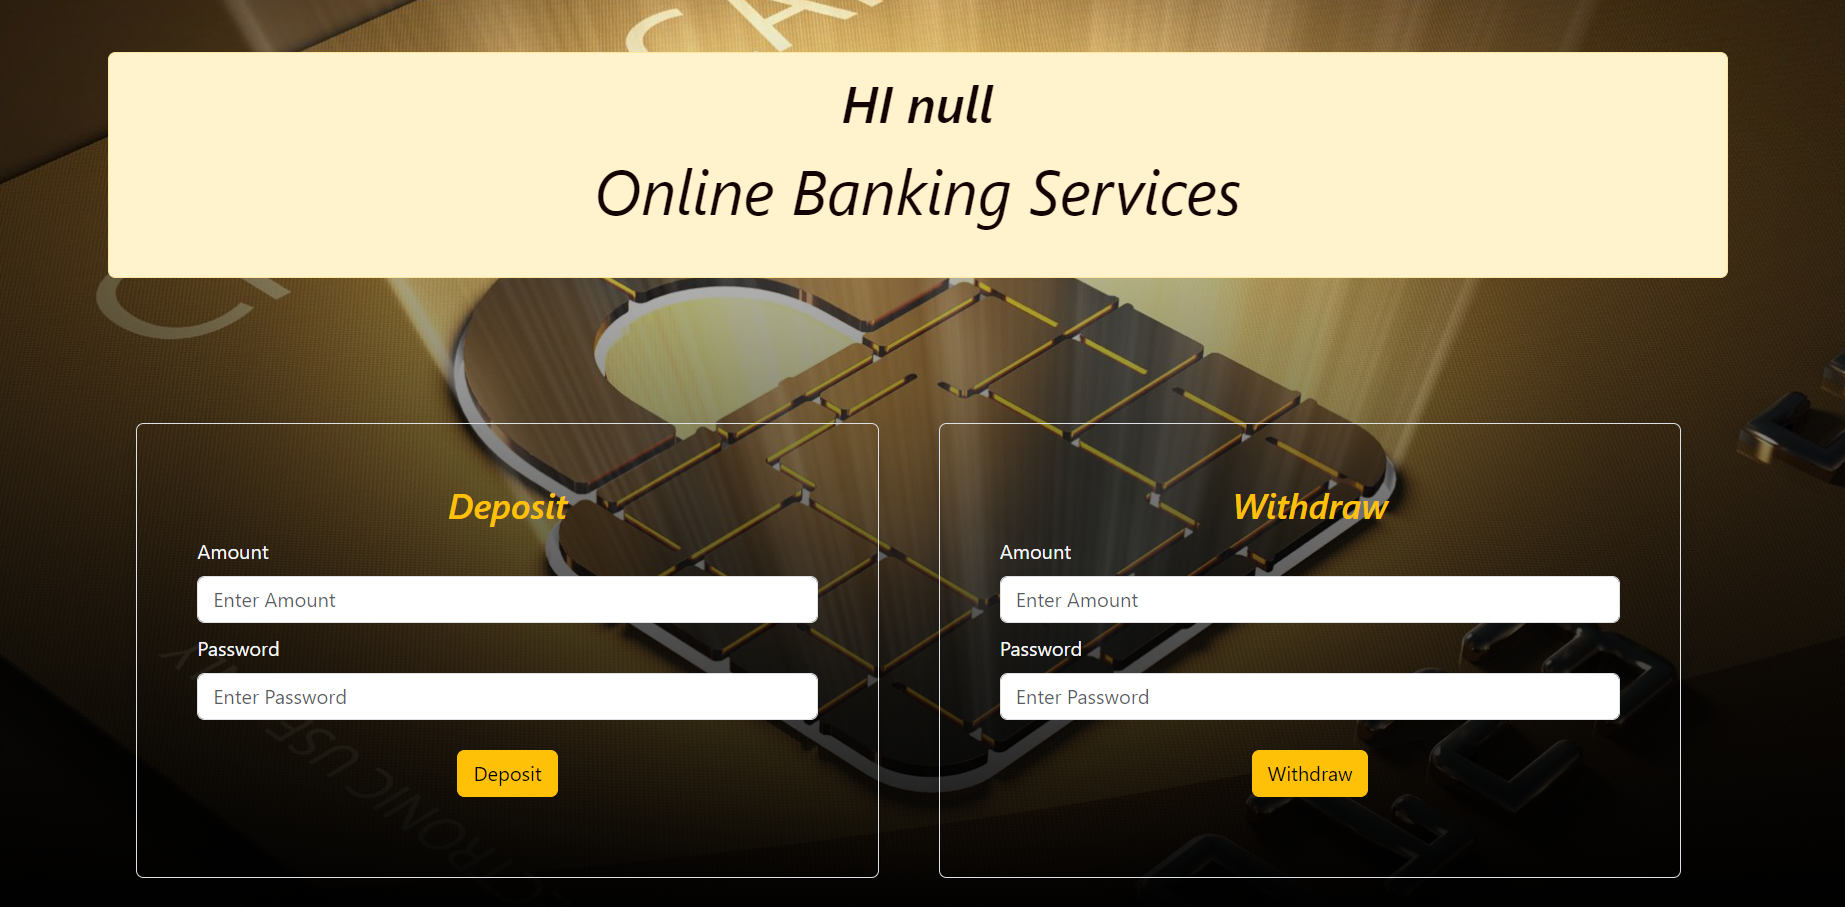 HI null
Online Banking Services
Deposit
Amount
Enter Amount
Password
Enter Password
Deposit
Withdraw
Amount
Enter Amount
Password
Enter Password
Withdraw